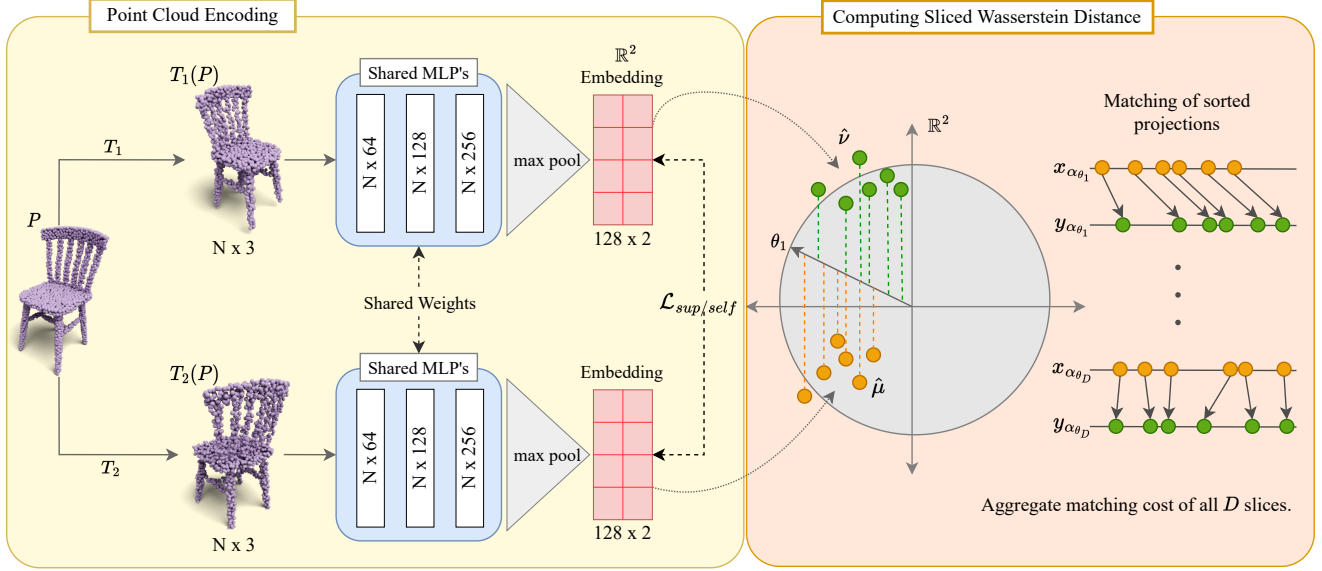 Point Cloud Encoding
P
T₁
T₂
T₁(P)
N x 3
T₂(P)
N x 3
Shared MLP's
N x 64
N x 128
N x 256
max pool
ℝ²
Embedding
128 x 2
Shared Weights
ℒ_{sup/self}
Shared MLP's
N x 64
N x 128
N x 256
max pool
Embedding
128 x 2
Computing Sliced Wasserstein Distance
ℝ²
ν̂
θ₁
μ̂
Matching of sorted
projections
x_{α_{θ₁}}
y_{α_{θ₁}}
x_{α_{θ_D}}
y_{α_{θ_D}}
Aggregate matching cost of all D slices.